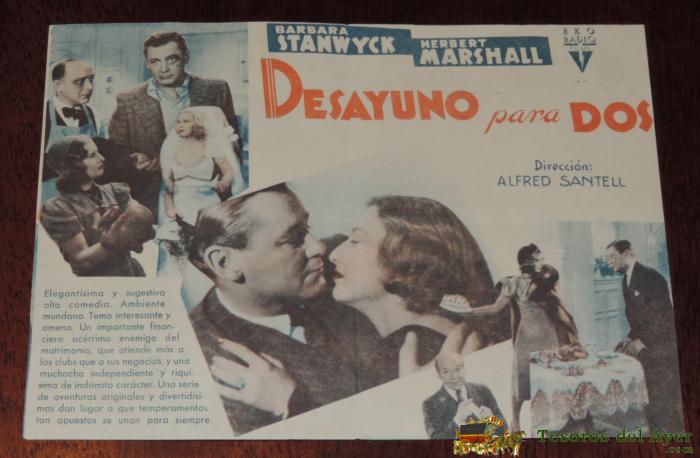 BARBARA
STANWYCK
HERBERT
MARSHALL
RKO
RADIO
DESAYUNO para DOS
Dirección:
ALFRED SANTELL
Elegantísima y sugestiva
alta comedia. Ambiente
mundano. Tema interesante y
ameno. Un importante finan-
ciero acérrimo enemigo del
matrimonio, que atiende más a
los clubs que a sus negocios, y una
muchacha independiente y riquí-
sima de indómito carácter. Una serie
de aventuras originales y divertidísi-
mas dan lugar a que temperamentos
tan opuestos se unan para siempre.
Tesoros del Ayer
.com